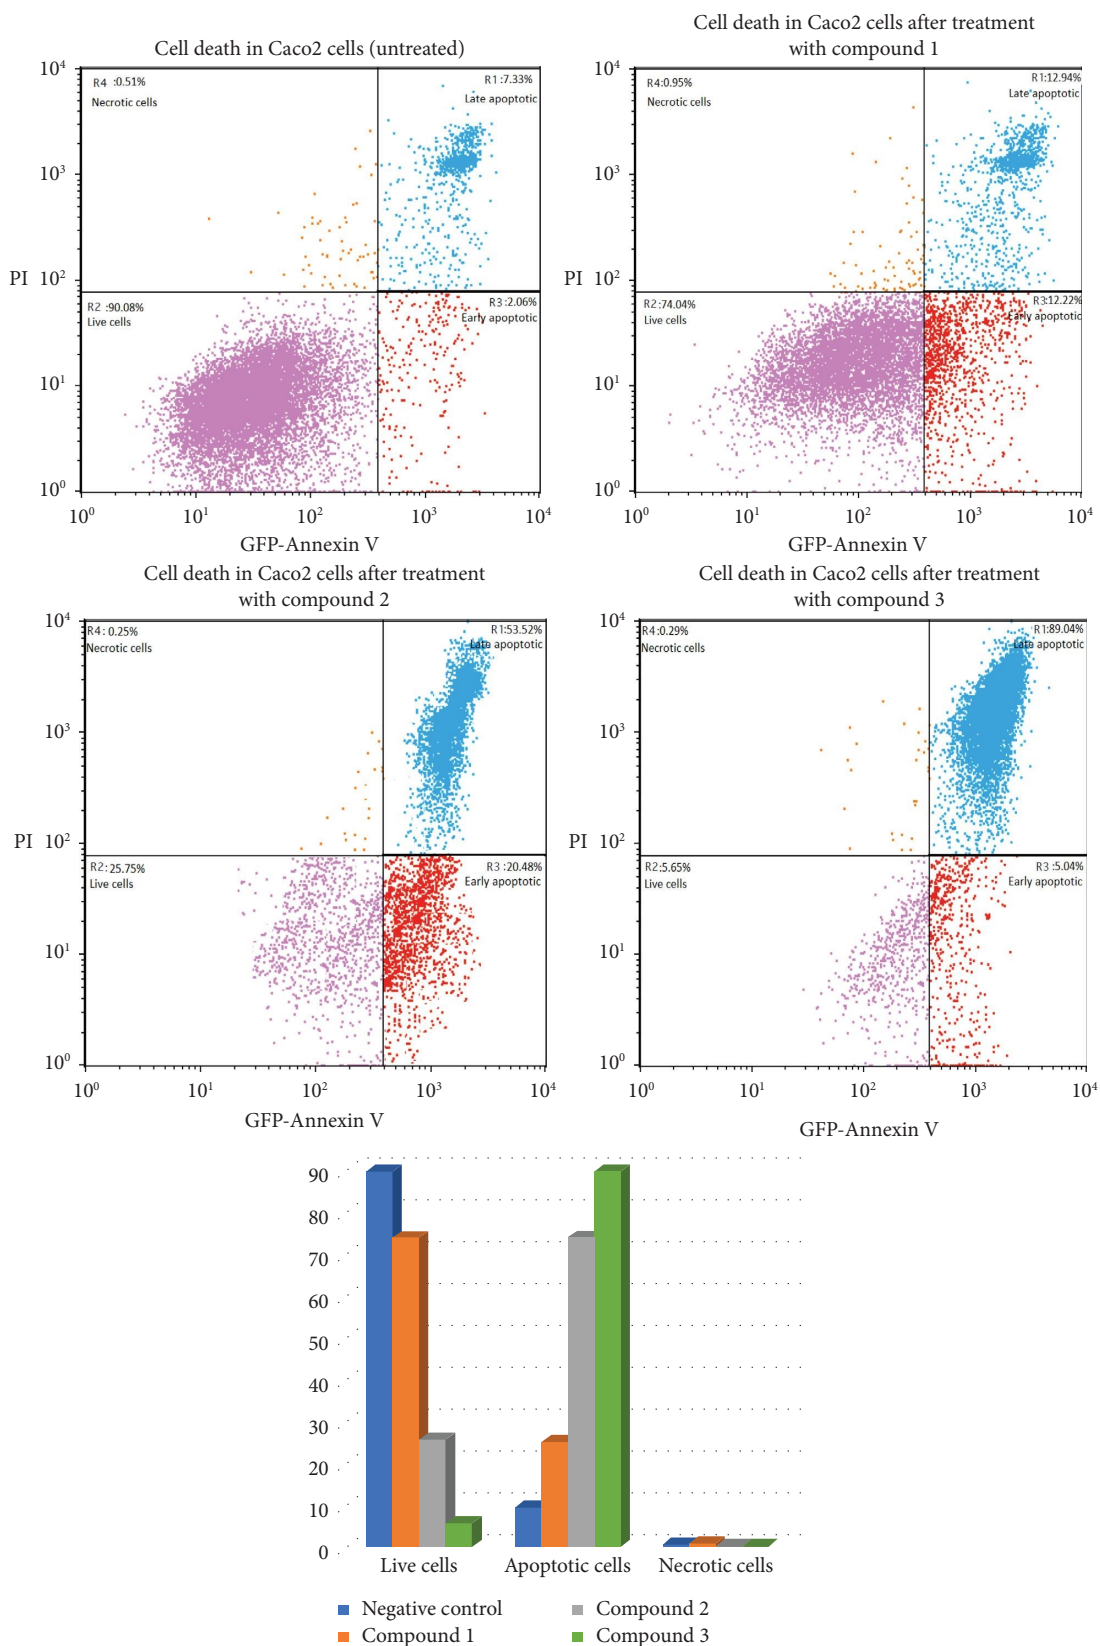 Cell death in Caco2 cells (untreated)
10⁴
R4 :0.51%
Necrotic cells
R1:7.33%
Late apoptotic
10³
PI
10²
R2 :90.08%
Live cells
R3:2.06%
Early apoptotic
10¹
10⁰
10⁰ 10¹ 10² 10³ 10⁴
GFP-Annexin V
Cell death in Caco2 cells after treatment
with compound 1
10⁴
R4:0.95%
Necrotic cells
R1:12.94%
Late apoptotic
10³
PI
10²
R2:74.04%
Live cells
R3:12.22%
Early apoptotic
10¹
10⁰
10⁰ 10¹ 10² 10³ 10⁴
GFP-Annexin V
Cell death in Caco2 cells after treatment
with compound 2
10⁴
R4: 0.25%
Necrotic cells
R1:53.52%
Late apoptotic
10³
PI
10²
R2: 25.75%
Live cells
R3 :20.48%
Early apoptotic
10¹
10⁰
10⁰ 10¹ 10² 10³ 10⁴
GFP-Annexin V
Cell death in Caco2 cells after treatment
with compound 3
10⁴
R4:0.29%
Necrotic cells
R1:89.04%
Late apoptotic
10³
PI
10²
R2:5.65%
Live cells
R3 :5.04%
Early apoptotic
10¹
10⁰
10⁰ 10¹ 10² 10³ 10⁴
GFP-Annexin V
90
80
70
60
50
40
30
20
10
0
Live cells Apoptotic cells Necrotic cells
Negative control
Compound 1
Compound 2
Compound 3